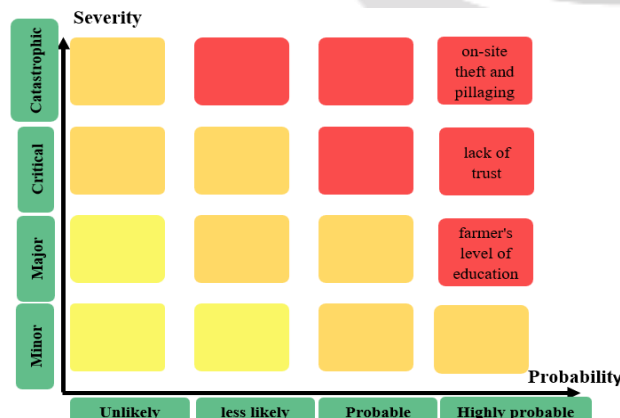 Severity
Catastrophic
on-site
theft and
pillaging
Critical
lack of
trust
Major
farmer's
level of
education
Minor
Probability
Unlikely
less likely
Probable
Highly probable